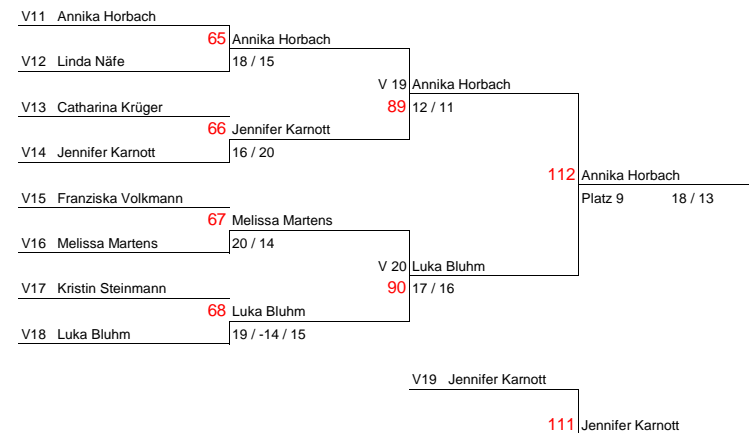 V11 Annika Horbach
65 Annika Horbach
V12 Linda Näfe
18 / 15
V 19 Annika Horbach
V13 Catharina Krüger
89 12 / 11
66 Jennifer Karnott
V14 Jennifer Karnott
16 / 20
112 Annika Horbach
V15 Franziska Volkmann
Platz 9 18 / 13
67 Melissa Martens
V16 Melissa Martens
20 / 14
V 20 Luka Bluhm
V17 Kristin Steinmann
90 17 / 16
68 Luka Bluhm
V18 Luka Bluhm
19 / -14 / 15
V19 Jennifer Karnott
111 Jennifer Karnott